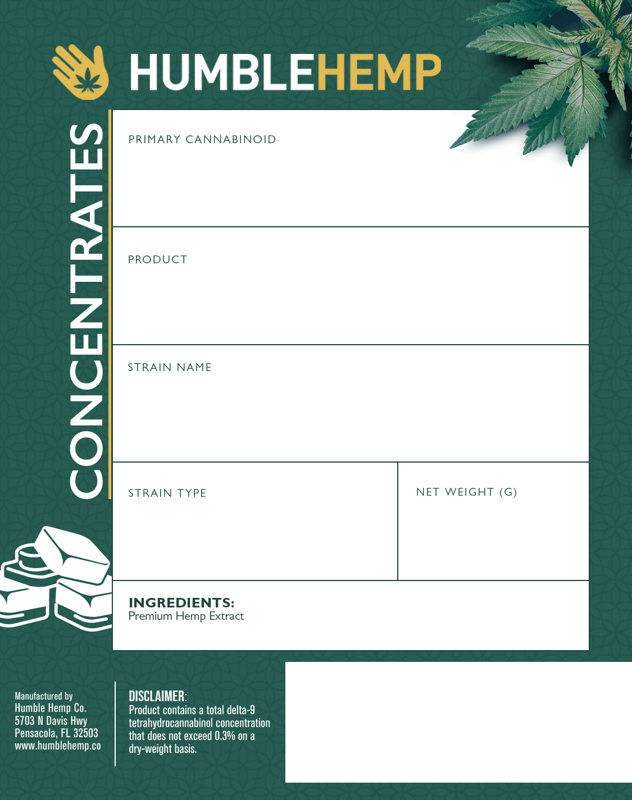 HUMBLEHEMP
CONCENTRATES
PRIMARY CANNABINOID
PRODUCT
STRAIN NAME
STRAIN TYPE
NET WEIGHT (G)
INGREDIENTS:
Premium Hemp Extract
Manufactured by
Humble Hemp Co.
5703 N Davis Hwy
Pensacola, FL 32503
www.humblehemp.co
DISCLAIMER:
Product contains a total delta-9
tetrahydrocannabinol concentration
that does not exceed 0.3% on a
dry-weight basis.